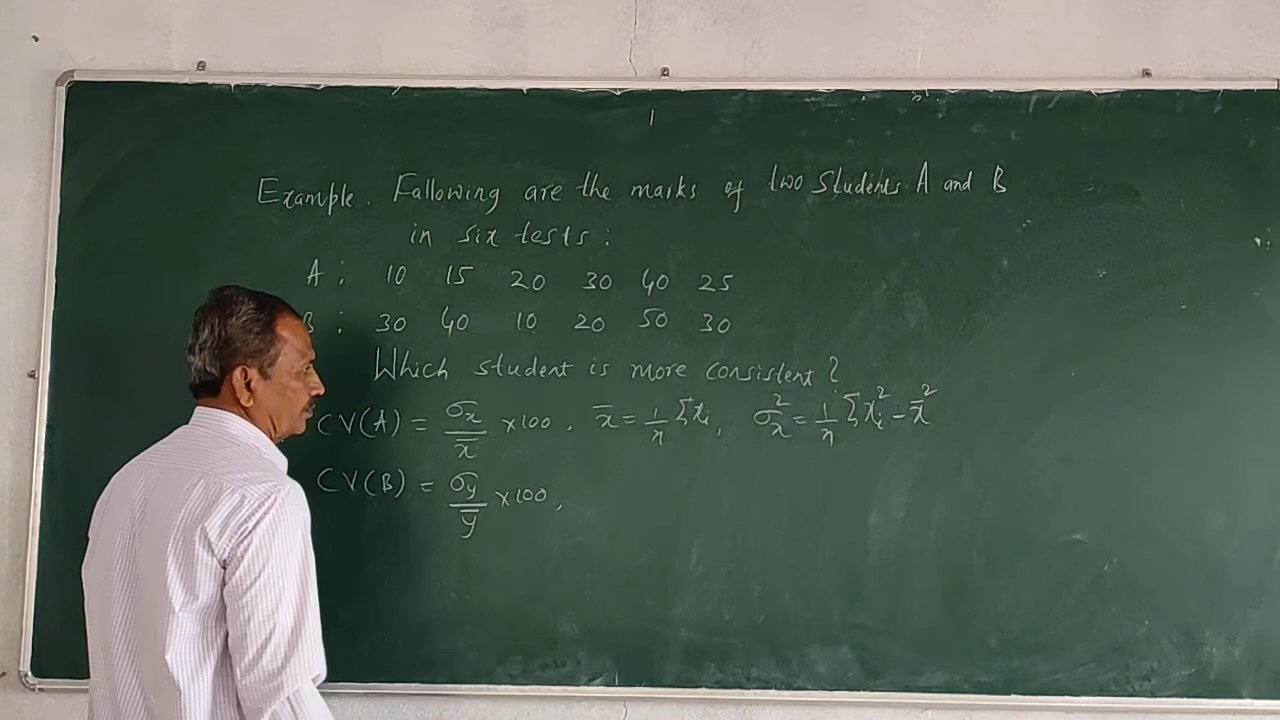 Example. Fallowing are the marks of two students A and B
in six tests:
A: 10 15 20 30 40 25
B: 30 40 10 20 50 30
Which student is more consistent?
CV(A) = σx/x̅ ×100, x̅ = 1/n Σxᵢ, σx² = 1/n Σxᵢ² − x̅²
CV(B) = σy/y̅ ×100,